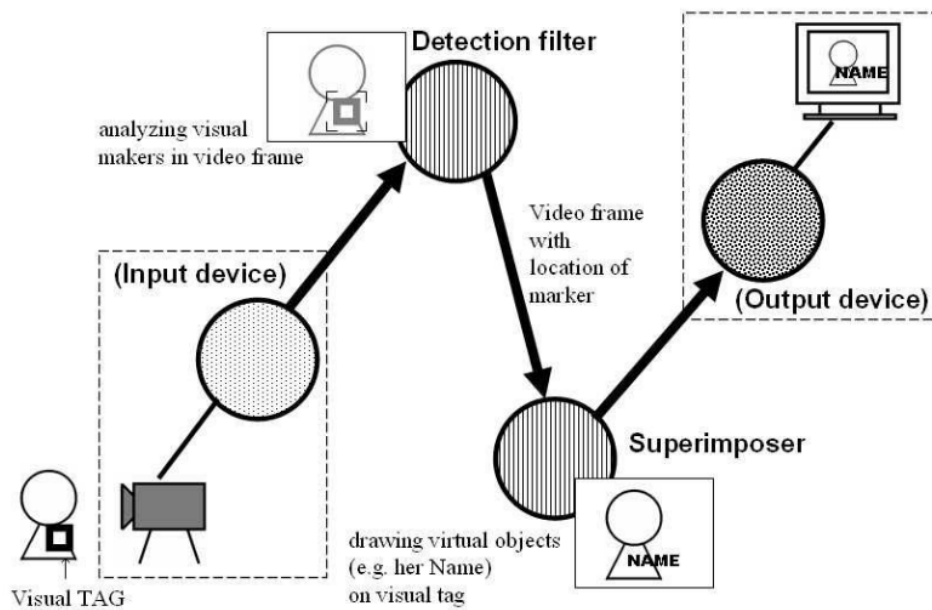 Detection filter
NAME
analyzing visual
makers in video frame
Video frame
with
location of
marker
(Input device)
(Output device)
Superimposer
NAME
drawing virtual objects
(e.g. her Name)
on visual tag
Visual TAG